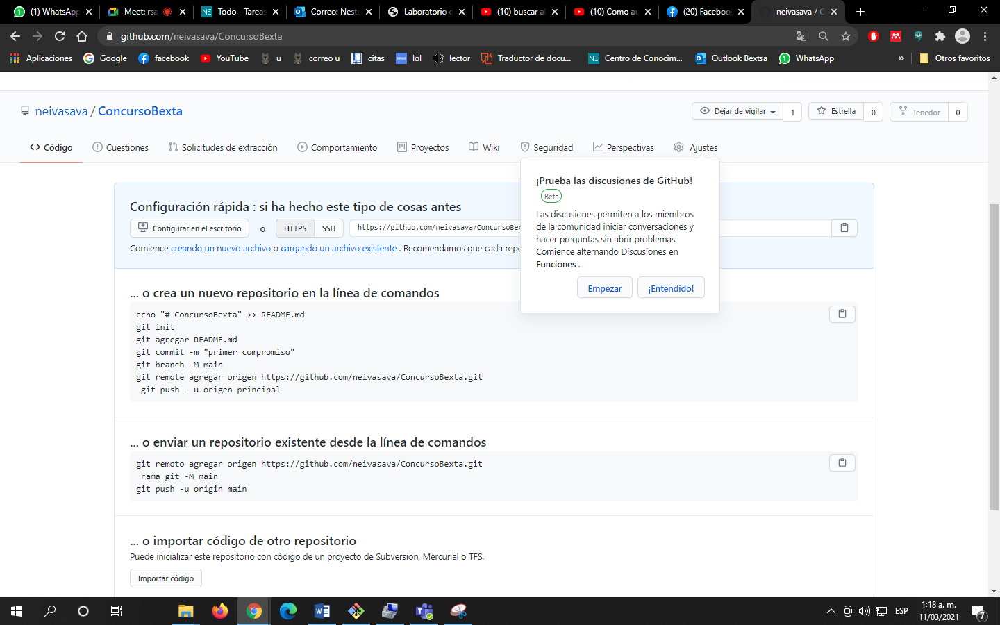 (1) WhatsApp
Meet: rsa
Todo - Tareas
Correo: Nesto
Laboratorio d
(10) buscar al
(10) Como au
(20) Facebook
neivasava / C
github.com/neivasava/ConcursoBexta
Aplicaciones
Google
facebook
YouTube
u
correo u
citas
lol
lector
Traductor de docu...
NE Centro de Conocim...
Outlook Bextsa
WhatsApp
»
Otros favoritos
neivasava / ConcursoBexta
Dejar de vigilar 1
Estrella 0
Tenedor 0
Código
Cuestiones
Solicitudes de extracción
Comportamiento
Proyectos
Wiki
Seguridad
Perspectivas
Ajustes
¡Prueba las discusiones de GitHub!
Beta
Las discusiones permiten a los miembros
de la comunidad iniciar conversaciones y
hacer preguntas sin abrir problemas.
Comience alternando Discusiones en
Funciones .
Empezar
¡Entendido!
Configuración rápida : si ha hecho este tipo de cosas antes
Configurar en el escritorio o HTTPS SSH https://github.com/neivasava/ConcursoBe
Comience creando un nuevo archivo o cargando un archivo existente . Recomendamos que cada repo
... o crea un nuevo repositorio en la línea de comandos
echo "# ConcursoBexta" >> README.md
git init
git agregar README.md
git commit -m "primer compromiso"
git branch -M main
git remote agregar origen https://github.com/neivasava/ConcursoBexta.git
git push - u origen principal
... o enviar un repositorio existente desde la línea de comandos
git remoto agregar origen https://github.com/neivasava/ConcursoBexta.git
rama git -M main
git push -u origin main
... o importar código de otro repositorio
Puede inicializar este repositorio con código de un proyecto de Subversion, Mercurial o TFS.
Importar código
ESP
1:18 a. m.
11/03/2021
7